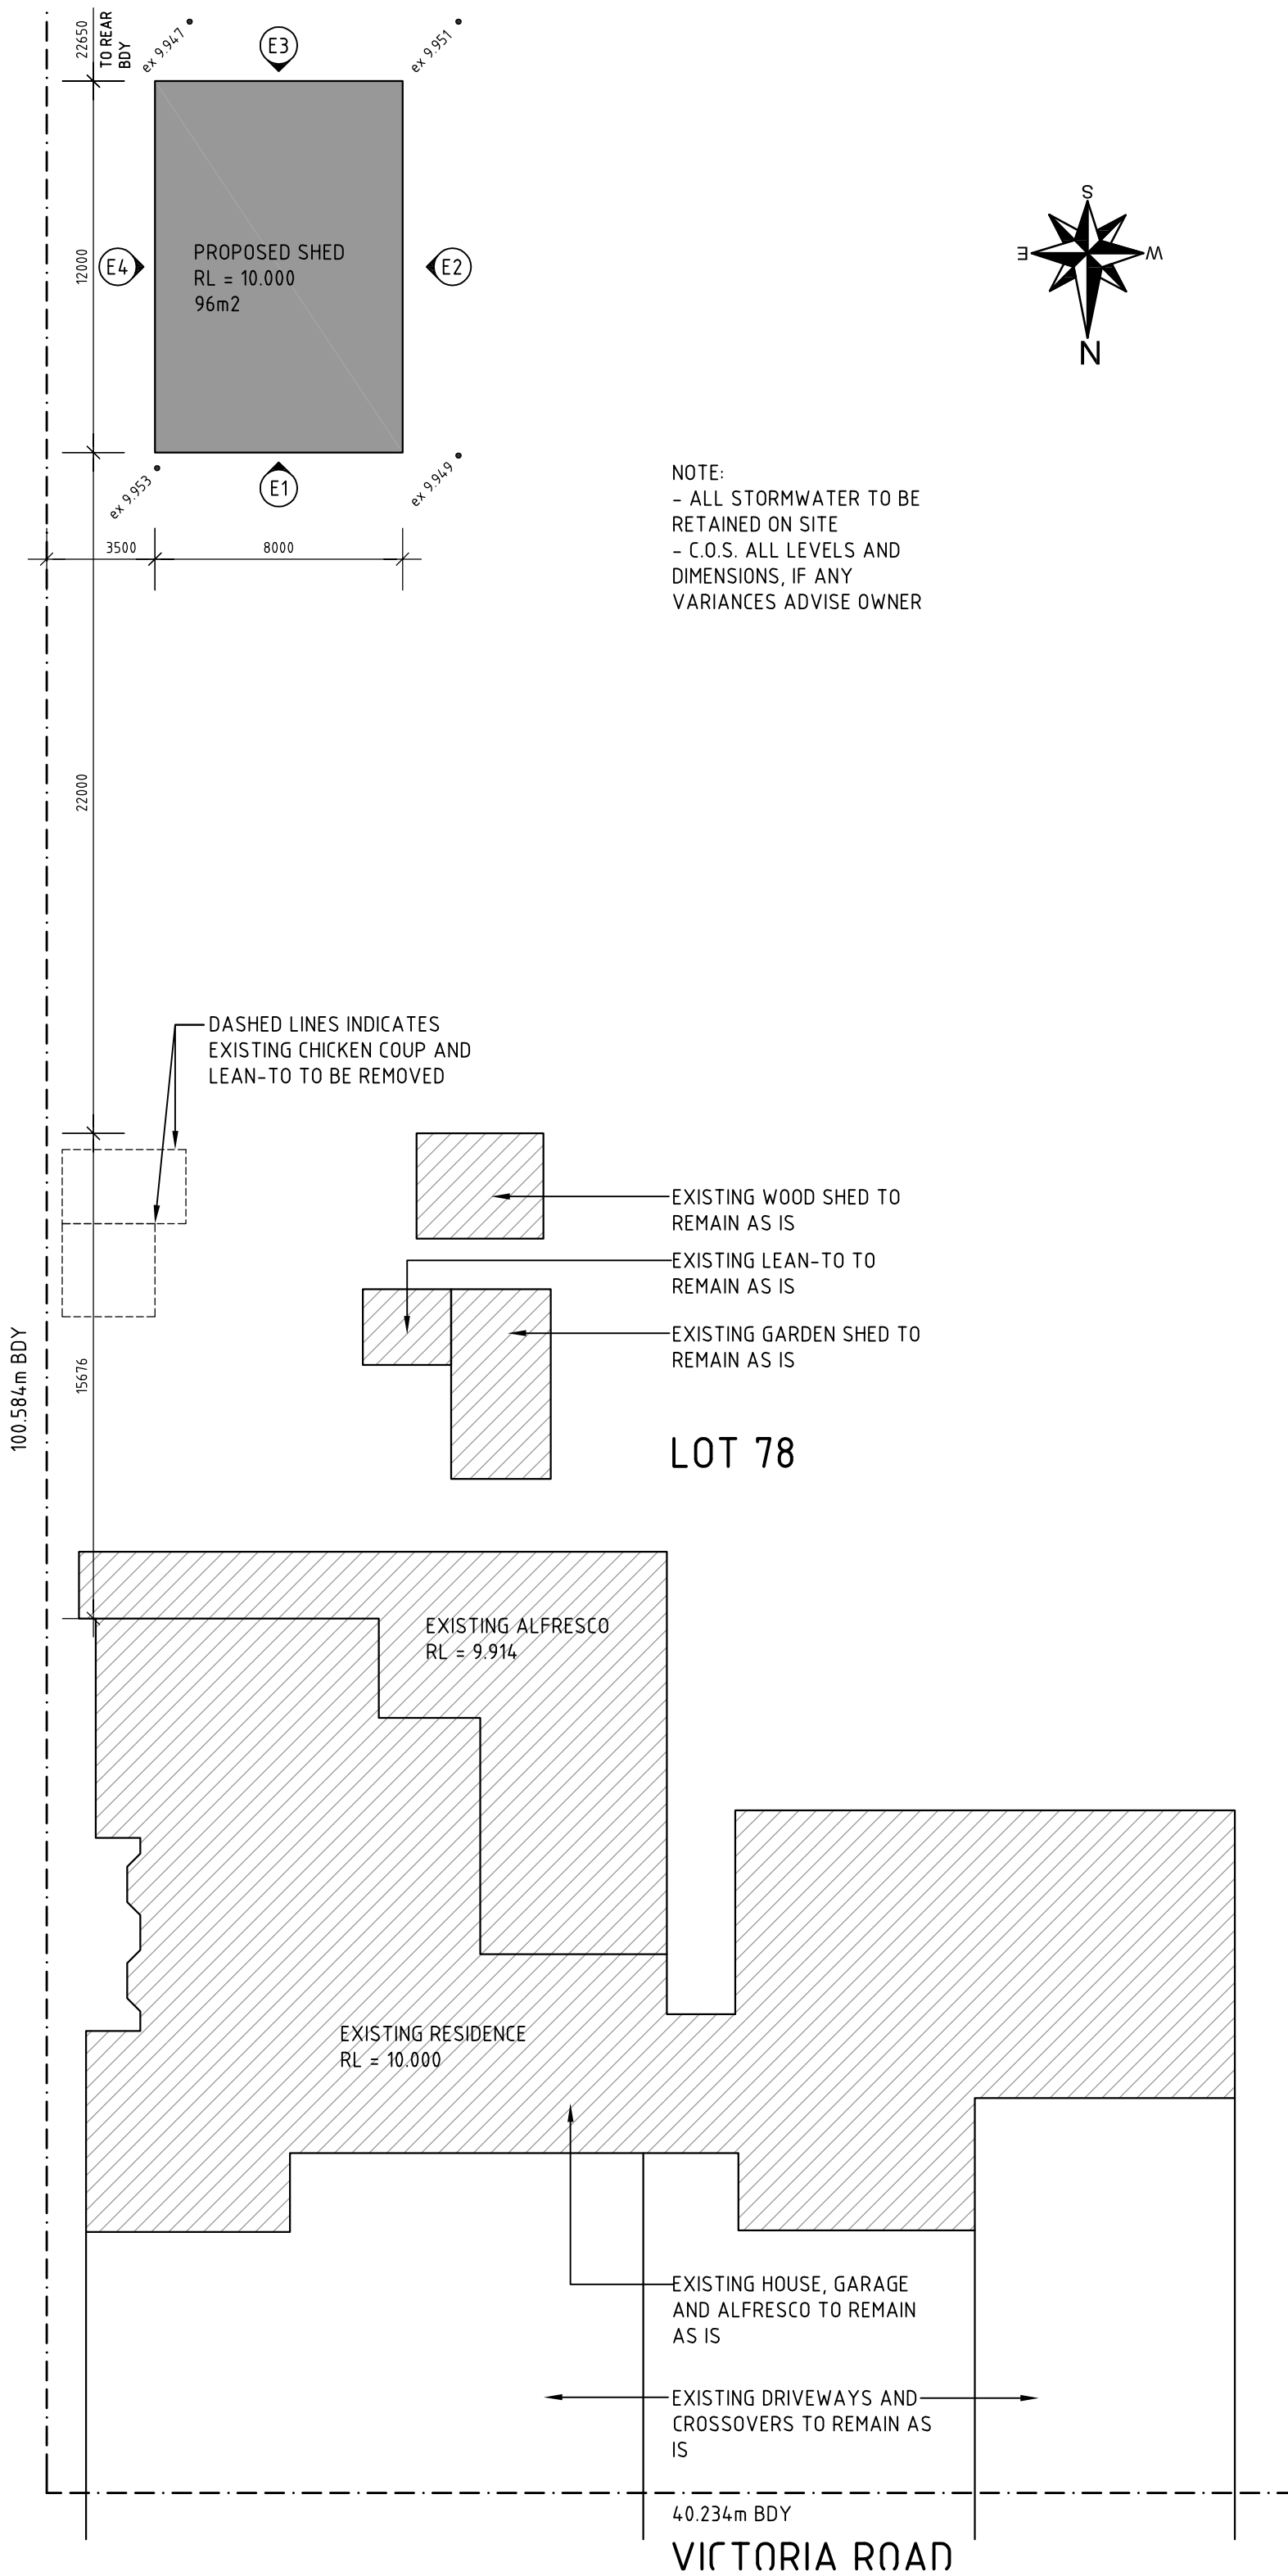 22650
TO REAR
BDY
ex 9.947
E3
ex 9.951
S
E
W
N
12000
E4
PROPOSED SHED
RL = 10.000
96m2
E2
ex 9.953
E1
ex 9.949
3500
8000
NOTE:
- ALL STORMWATER TO BE
RETAINED ON SITE
- C.O.S. ALL LEVELS AND
DIMENSIONS, IF ANY
VARIANCES ADVISE OWNER
22000
DASHED LINES INDICATES
EXISTING CHICKEN COUP AND
LEAN-TO TO BE REMOVED
EXISTING WOOD SHED TO
REMAIN AS IS
EXISTING LEAN-TO TO
REMAIN AS IS
EXISTING GARDEN SHED TO
REMAIN AS IS
100.584m BDY
15676
LOT 78
EXISTING ALFRESCO
RL = 9.914
EXISTING RESIDENCE
RL = 10.000
EXISTING HOUSE, GARAGE
AND ALFRESCO TO REMAIN
AS IS
EXISTING DRIVEWAYS AND
CROSSOVERS TO REMAIN AS
IS
40.234m BDY
VICTORIA ROAD